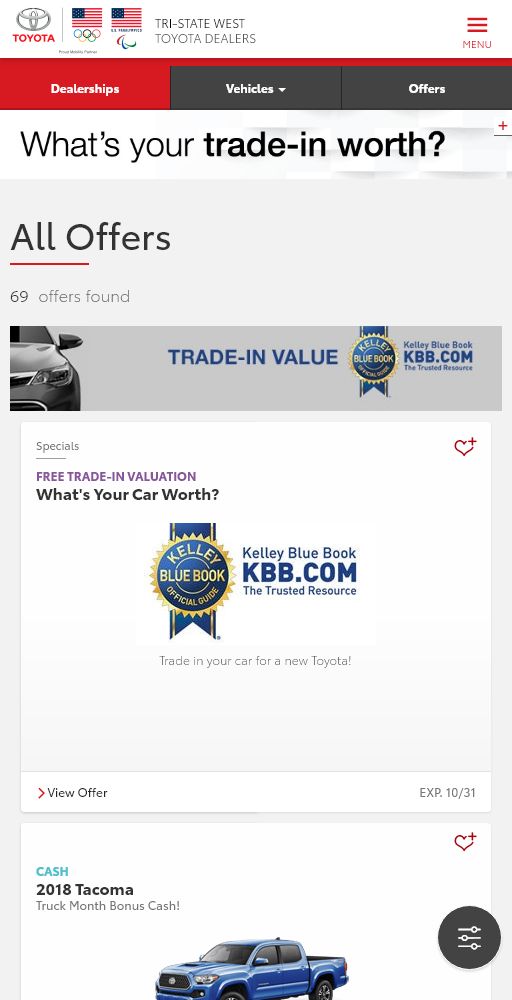 TOYOTA
U.S. PARALYMPICS
Proud Mobility Partner
TRI-STATE WEST
TOYOTA DEALERS
MENU
Dealerships
Vehicles
Offers
What's your trade-in worth?
+
All Offers
69 offers found
TRADE-IN VALUE
KELLEY
BLUE BOOK
OFFICIAL GUIDE
Kelley Blue Book
KBB.COM
The Trusted Resource
Specials
FREE TRADE-IN VALUATION
What's Your Car Worth?
KELLEY
BLUE BOOK
OFFICIAL GUIDE
Kelley Blue Book
KBB.COM
The Trusted Resource
Trade in your car for a new Toyota!
View Offer
EXP. 10/31
CASH
2018 Tacoma
Truck Month Bonus Cash!